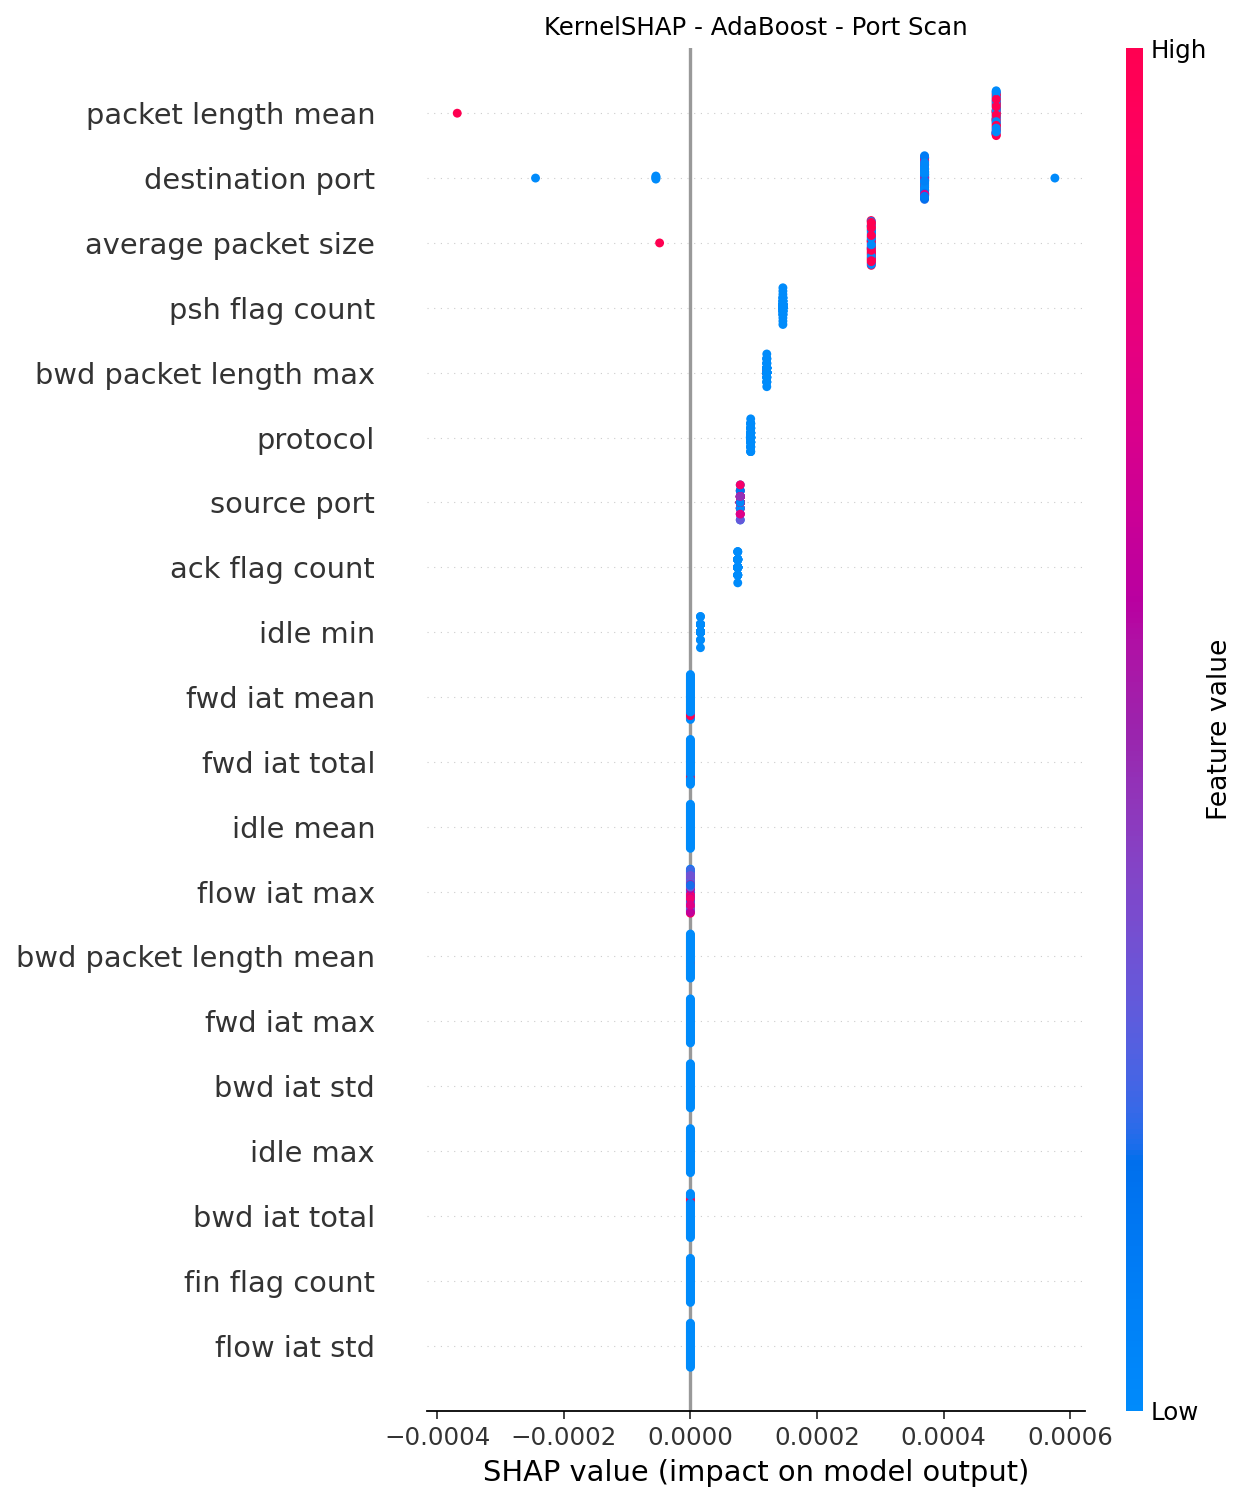 KernelSHAP - AdaBoost - Port Scan
High
packet length mean
destination port
average packet size
psh flag count
bwd packet length max
protocol
source port
ack flag count
idle min
fwd iat mean
fwd iat total
idle mean
flow iat max
bwd packet length mean
fwd iat max
bwd iat std
idle max
bwd iat total
fin flag count
flow iat std
Feature value
Low
−0.0004 −0.0002 0.0000 0.0002 0.0004 0.0006
SHAP value (impact on model output)